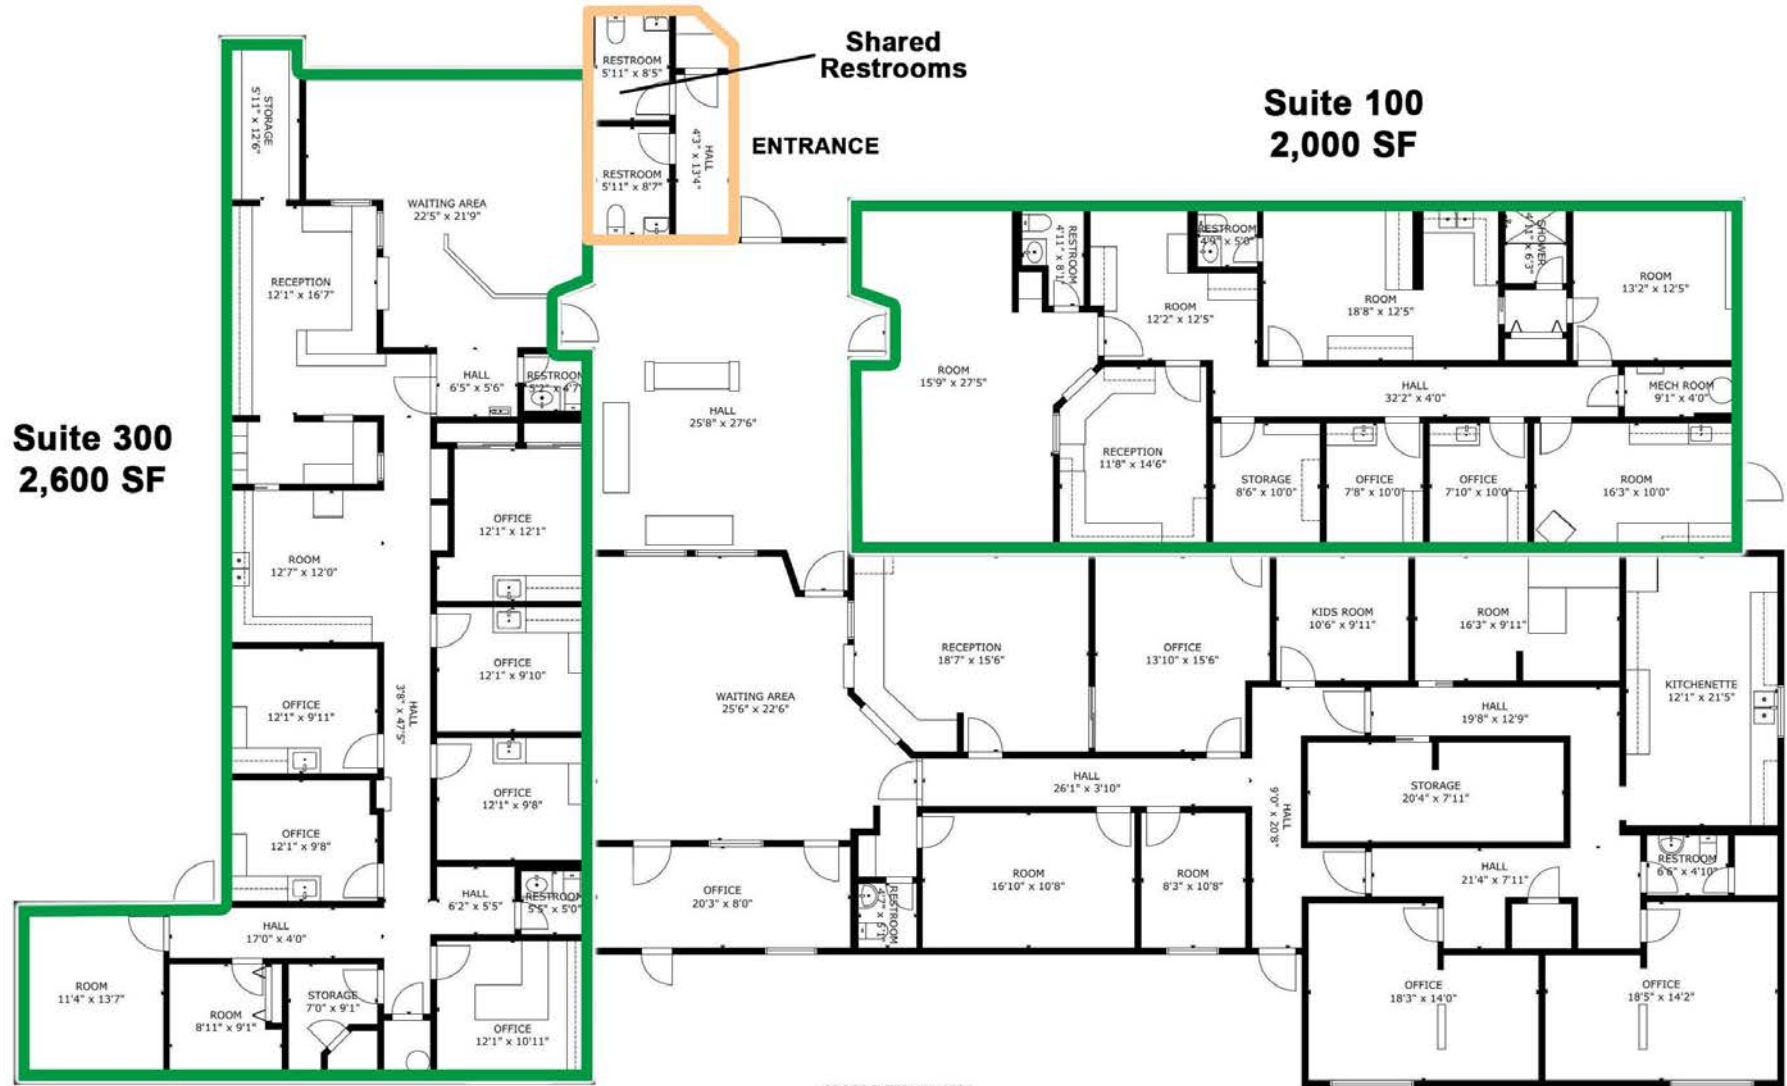 Shared
Restrooms
Suite 100
2,000 SF
ENTRANCE
Suite 300
2,600 SF
RESTROOM
5'11" x 8'5"
RESTROOM
5'11" x 8'7"
HALL
4'3" x 13'4"
STORAGE
5'11" x 12'6"
WAITING AREA
22'5" x 21'9"
RECEPTION
12'1" x 16'7"
HALL
6'5" x 5'6"
RESTROOM
5'2" x 4'7"
OFFICE
12'1" x 12'1"
ROOM
12'7" x 12'0"
OFFICE
12'1" x 9'10"
OFFICE
12'1" x 9'11"
HALL
3'8" x 47'5"
OFFICE
12'1" x 9'8"
OFFICE
12'1" x 9'8"
HALL
6'2" x 5'5"
RESTROOM
5'5" x 5'0"
HALL
17'0" x 4'0"
ROOM
11'4" x 13'7"
ROOM
8'11" x 9'1"
STORAGE
7'0" x 9'1"
OFFICE
12'1" x 10'11"
HALL
25'8" x 27'6"
ROOM
15'9" x 27'5"
RESTROOM
4'11" x 8'1"
ROOM
12'2" x 12'5"
RESTROOM
4'9" x 5'0"
ROOM
18'8" x 12'5"
SHOWER
4'11" x 6'3"
ROOM
13'2" x 12'5"
HALL
32'2" x 4'0"
MECH ROOM
9'1" x 4'0"
RECEPTION
11'8" x 14'6"
STORAGE
8'6" x 10'0"
OFFICE
7'8" x 10'0"
OFFICE
7'10" x 10'0"
ROOM
16'3" x 10'0"
WAITING AREA
25'6" x 22'6"
RECEPTION
18'7" x 15'6"
OFFICE
13'10" x 15'6"
KIDS ROOM
10'6" x 9'11"
ROOM
16'3" x 9'11"
KITCHENETTE
12'1" x 21'5"
HALL
19'8" x 12'9"
HALL
26'1" x 3'10"
HALL
9'0" x 20'8"
STORAGE
20'4" x 7'11"
OFFICE
20'3" x 8'0"
RESTROOM
4'7" x 6'1"
ROOM
16'10" x 10'8"
ROOM
8'3" x 10'8"
HALL
21'4" x 7'11"
RESTROOM
6'6" x 4'10"
OFFICE
18'3" x 14'0"
OFFICE
18'5" x 14'2"